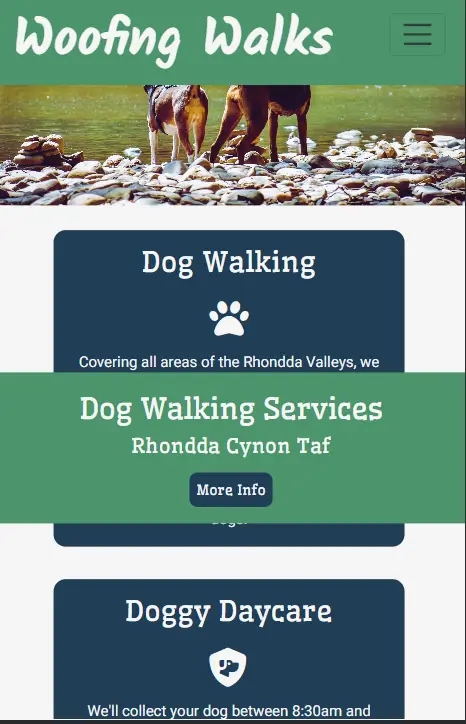 Woofing Walks
Dog Walking
Covering all areas of the Rhondda Valleys, we
Dog Walking Services
Rhondda Cynon Taf
More Info
Doggy Daycare
We'll collect your dog between 8:30am and